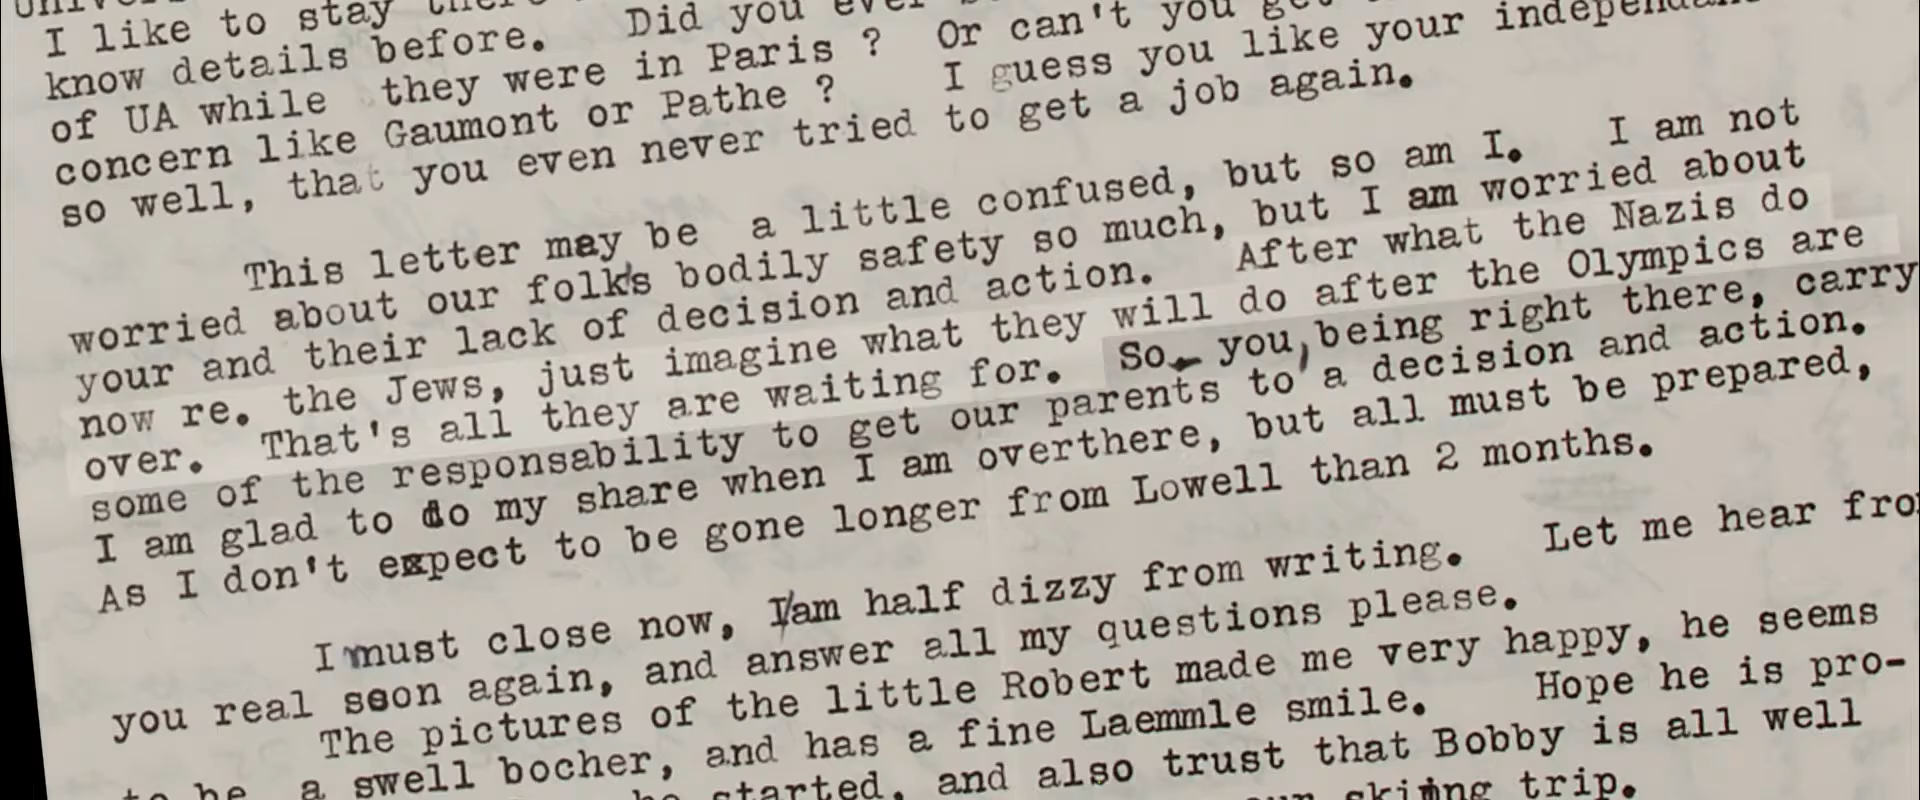 I like to stay
know details before. Did you ever
of UA while they were in Paris ? Or can't you get
concern like Gaumont or Pathe ? I guess you like your
so well, that you even never tried to get a job again.
This letter may be a little confused, but so am I. I am not
worried about our folk's bodily safety so much, but I am worried about
your and their lack of decision and action. After what the Nazis do
now re. the Jews, just imagine what they will do after the Olympics are
over. That's all they are waiting for. So you, being right there, carry
some of the responsability to get our parents to a decision and action.
I am glad to do my share when I am overthere, but all must be prepared,
As I don't expect to be gone longer from Lowell than 2 months.
I must close now, I am half dizzy from writing. Let me hear fro
you real soon again, and answer all my questions please.
The pictures of the little Robert made me very happy, he seems
to be a swell bocher, and has a fine Laemmle smile. Hope he is pro-
started, and also trust that Bobby is all well
trip.